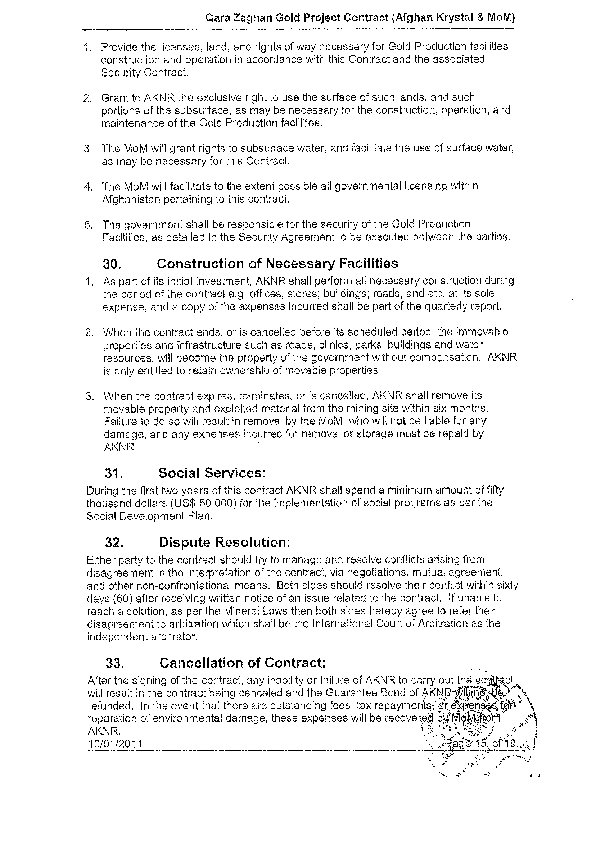 Qara Zaghan Gold Project Contract (Afghan Krystal & MoM)
1. Provide the licenses, land, and rights of way necessary for Gold Production facilities
construction and operation in accordance with this Contract and the associated
Security Contract.
2. Grant to AKNR the exclusive right to use the surface of such lands, and such
portions of the subsurface, as may be necessary for the construction, operation, and
maintenance of the Gold Production facilities.
3. The MoM will grant rights to subsurface water, and facilitate the use of surface water,
as may be necessary for this Contract.
4. The MoM will facilitate to the extent possible all governmental licensing within
Afghanistan pertaining to this contract.
5. The government shall be responsible for the security of the Gold Production
Facilities, as detailed in the Security Agreement to be executed between the parties.
30. Construction of Necessary Facilities
1. As part of its initial investment, AKNR shall perform all necessary construction during
the period of the contract e.g. offices, stores; buildings; roads, and etc. at its sole
expense, and a copy of the expenses incurred shall be part of the quarterly report.
2. When the contract ends, or is cancelled before its scheduled period, the immovable
properties and infrastructure such as roads, clinics, parks, buildings and water
resources, will become the property of the government without compensation. AKNR
is only entitled to retain ownership of movable properties.
3. When the contract expires, terminates, or is cancelled, AKNR shall remove its
movable property and exploited material from the mining site within six months.
Failure to do so will result in removal by the MoM, who will not be liable for any
damage, and any expenses incurred for removal or storage must be repaid by
AKNR.
31. Social Services:
During the first two years of this contract AKNR shall spend a minimum amount of fifty
thousand dollars (US$ 50,000) for the implementation of social programs as per the
Social Development Plan.
32. Dispute Resolution:
Either party to the contract should try to manage and resolve conflicts arising from
disagreement in the interpretation of the contract, via negotiations, mutual agreement,
and other non-confrontational means. Both sides should resolve their conflict within sixty
days (60) after receiving written notice of an issue related to the contract. If unable to
reach a solution, as per the Mineral Laws then both sides hereby agree to refer their
disagreement to arbitration which shall be the International Court of Arbitration as the
independent arbitrator.
33. Cancellation of Contract:
After the signing of the contract, any inability or failure of AKNR to carry out the contract
will result in the contract being canceled and the Guarantee Bond of AKNR will not be
refunded. In the event that there are outstanding fees, tax repayments, or expenses for
reparation of environmental damage, these expenses will be recovered by MoM from
AKNR.
Page 15 of 19